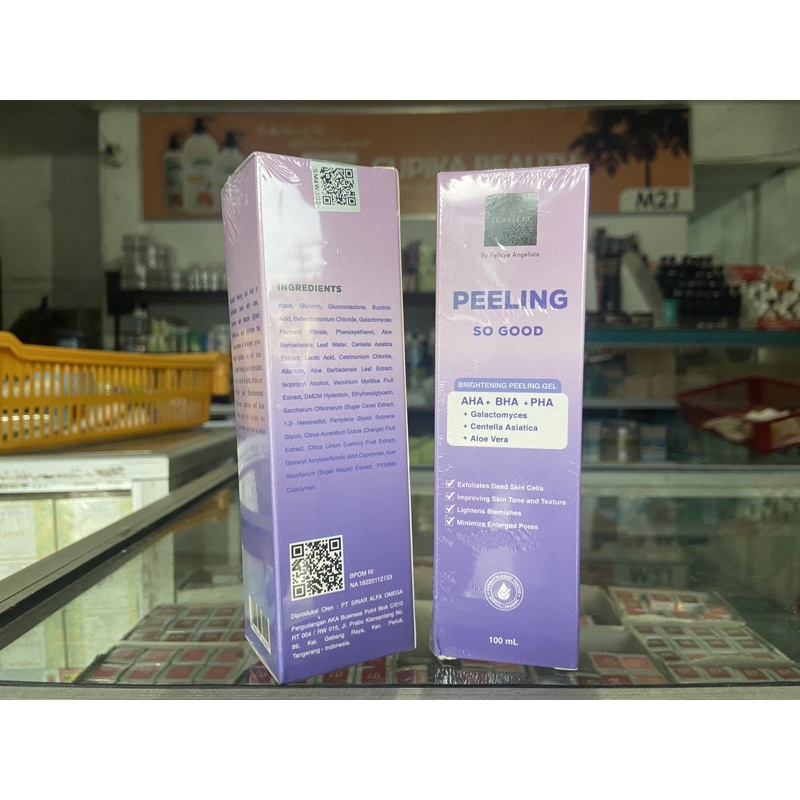 CUPIKA BEAUTY
M2J
SM4WJG2
INGREDIENTS
Aqua, Glycerin, Gluconolactone, Succinic
Acid, Behentrimonium Chloride, Galactomyces
Ferment Filtrate, Phenoxyethanol, Aloe
Barbadensis Leaf Water, Centella Asiatica
Extract, Lactic Acid, Cetrimonium Chloride,
Allantoin, Aloe Barbadensis Leaf Extract,
Isopropyl Alcohol, Vaccinium Myrtillus Fruit
Extract, DMDM Hydantoin, Ethylhexylglycerin,
Saccharum Officinarum (Sugar Cane) Extract,
1,2- Hexanediol, Pentylene Glycol, Butylene
Glycol, Citrus Aurantium Dulcis (Orange) Fruit
Extract, Citrus Limon (Lemon) Fruit Extract,
Glyceryl Acrylate/Acrylic Acid Copolymer, Acer
Saccharum (Sugar Maple) Extract, PVM/MA
Copolymer.
BPOM RI
NA 18220112153
Diproduksi Oleh : PT SINAR ALFA OMEGA
Pergudangan AKA Business Point Blok C/S10
RT 004 / RW 015, Jl. Prabu Kiansantang No.
89, Kel. Gebang Raya, Kec. Periuk,
Tangerang - Indonesia.
SCARLETT
By Felicya Angelista
PEELING
SO GOOD
BRIGHTENING PEELING GEL
AHA + BHA + PHA
+ Galactomyces
+ Centella Asiatica
+ Aloe Vera
Exfoliates Dead Skin Cells
Improving Skin Tone and Texture
Lightens Blemishes
Minimize Enlarged Pores
100 mL